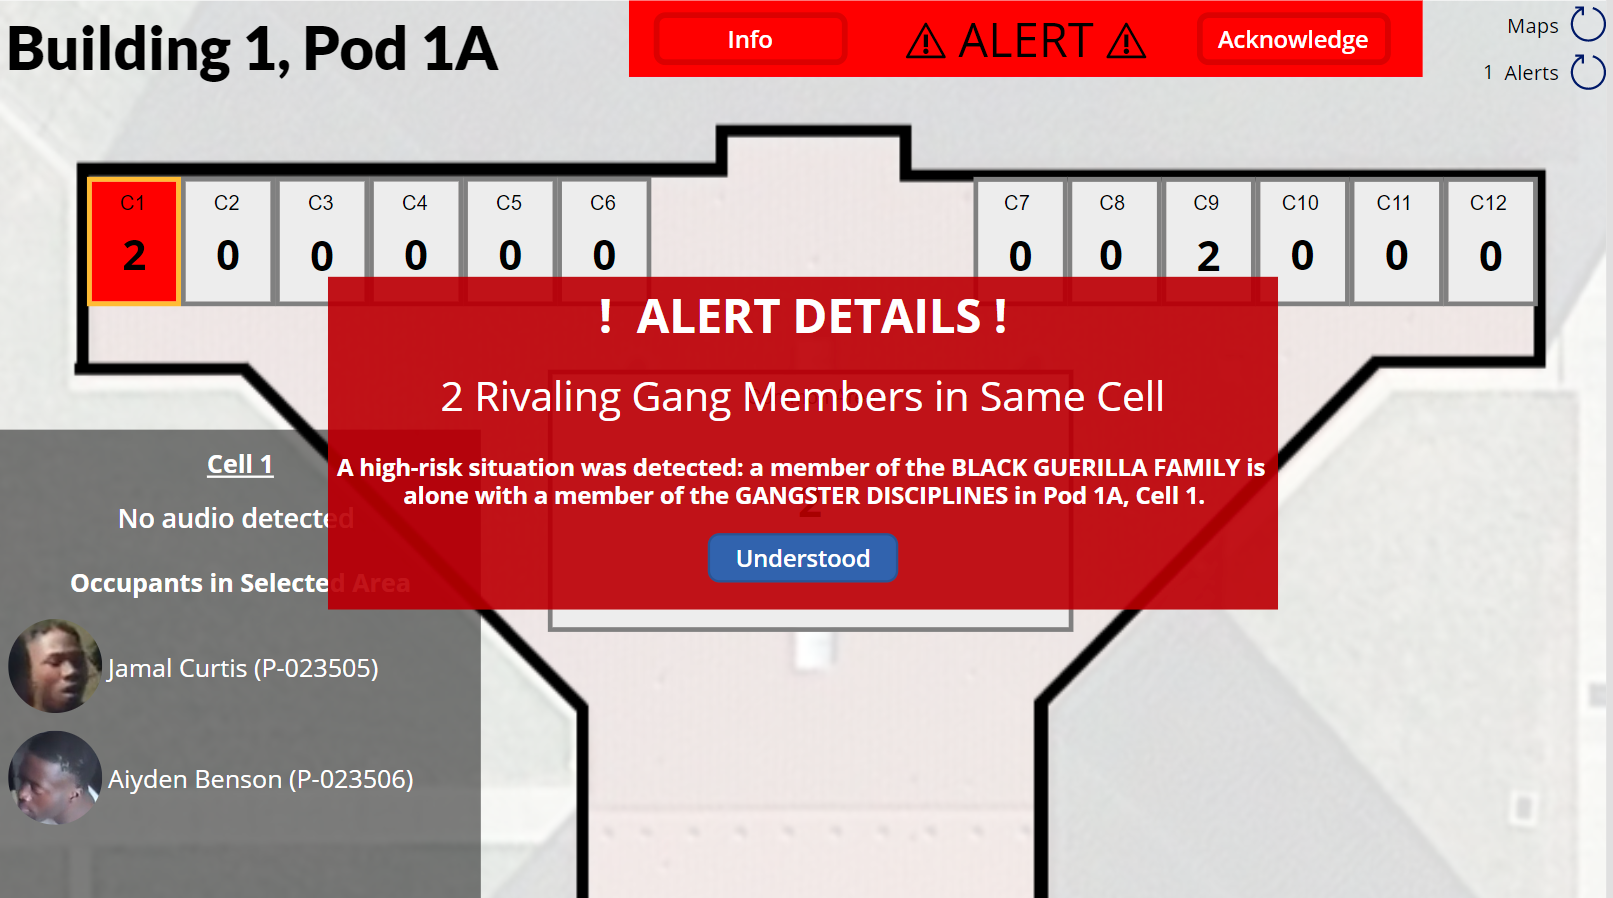 Building 1, Pod 1A
Info
⚠ ALERT ⚠
Acknowledge
Maps
1 Alerts
C1
C2
C3
C4
C5
C6
C7
C8
C9
C10
C11
C12
2
0
0
0
0
0
0
0
2
0
0
0
! ALERT DETAILS !
2 Rivaling Gang Members in Same Cell
A high-risk situation was detected: a member of the BLACK GUERILLA FAMILY is
alone with a member of the GANGSTER DISCIPLINES in Pod 1A, Cell 1.
2
Understood
Cell 1
No audio detected
Occupants in Selected Area
Jamal Curtis (P-023505)
Aiyden Benson (P-023506)